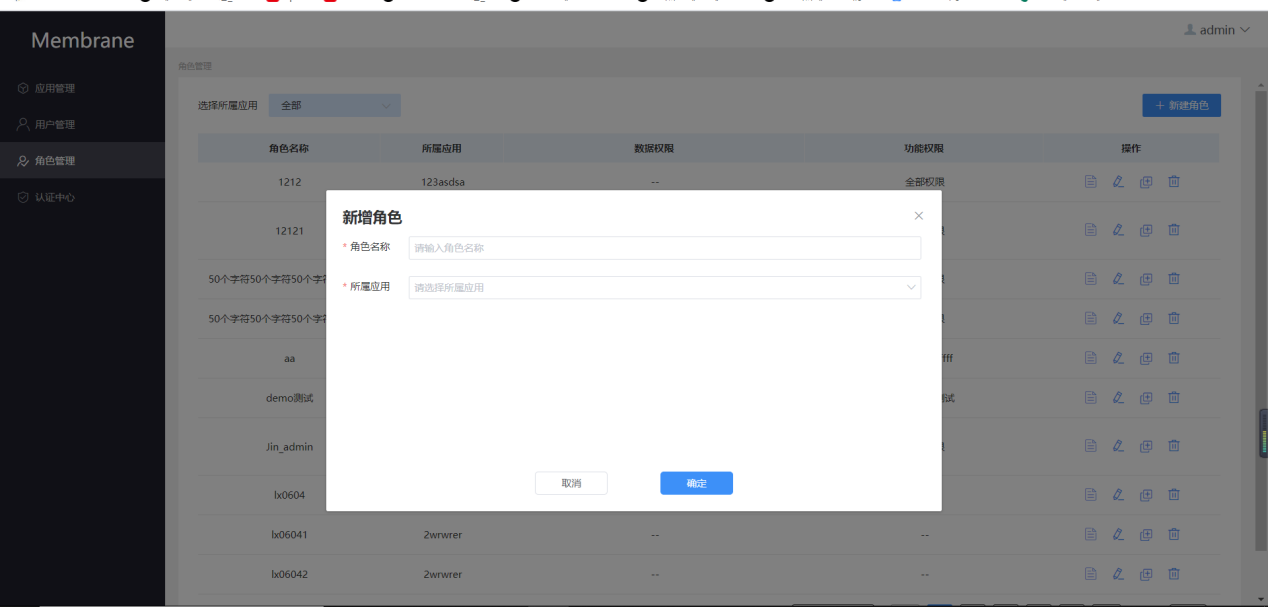 Membrane
admin
应用管理
用户管理
角色管理
认证中心
角色管理
选择所属应用 全部
+ 新建角色
角色名称 所属应用 数据权限 功能权限 操作
1212 123asdsa -- 全部权限
12121
50个字符50个字符50个字符
50个字符50个字符50个字符
aa fff
demo测试 测试
Jin_admin
lx0604
lx06041 2wrwrer -- --
lx06042 2wrwrer -- --
新增角色
* 角色名称 请输入角色名称
* 所属应用 请选择所属应用
取消 确定